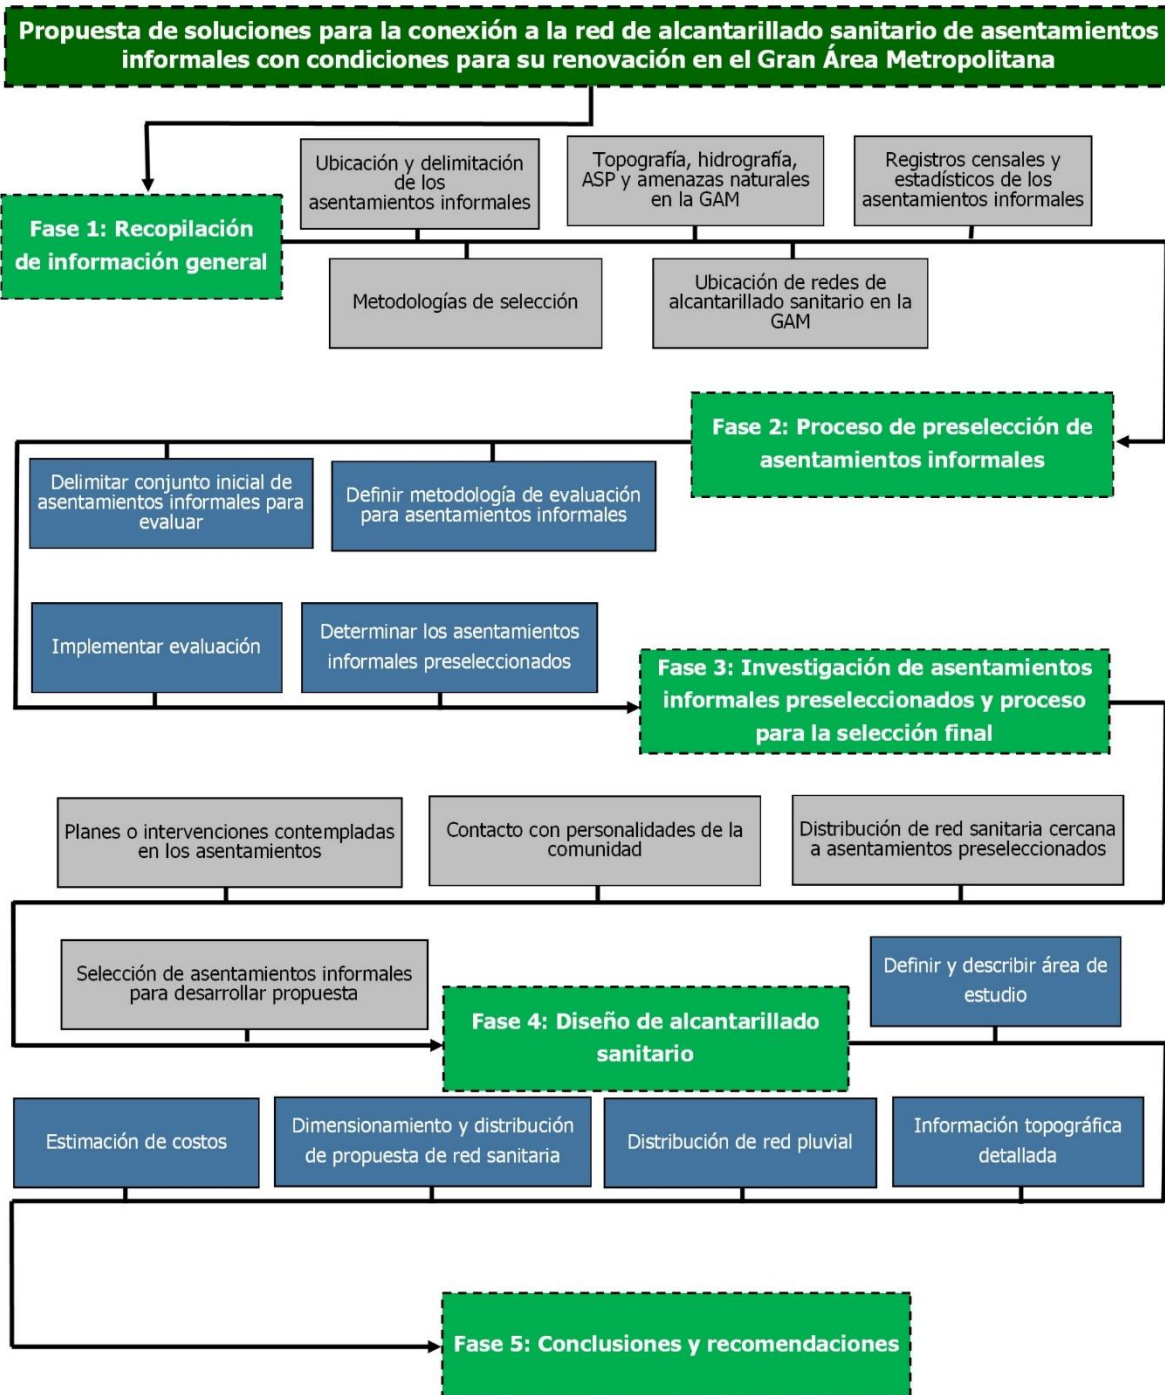 Propuesta de soluciones para la conexión a la red de alcantarillado sanitario de asentamientos
informales con condiciones para su renovación en el Gran Área Metropolitana
Ubicación y delimitación
de los
asentamientos informales
Topografía, hidrografía,
ASP y amenazas naturales
en la GAM
Registros censales y
estadísticos de los
asentamientos informales
Fase 1: Recopilación
de información general
Metodologías de selección
Ubicación de redes de
alcantarillado sanitario en la
GAM
Fase 2: Proceso de preselección de
asentamientos informales
Delimitar conjunto inicial de
asentamientos informales para
evaluar
Definir metodología de evaluación
para asentamientos informales
Implementar evaluación
Determinar los asentamientos
informales preseleccionados
Fase 3: Investigación de asentamientos
informales preseleccionados y proceso
para la selección final
Planes o intervenciones contempladas
en los asentamientos
Contacto con personalidades de la
comunidad
Distribución de red sanitaria cercana
a asentamientos preseleccionados
Selección de asentamientos informales
para desarrollar propuesta
Fase 4: Diseño de alcantarillado
sanitario
Definir y describir área de
estudio
Estimación de costos
Dimensionamiento y distribución
de propuesta de red sanitaria
Distribución de red pluvial
Información topográfica
detallada
Fase 5: Conclusiones y recomendaciones